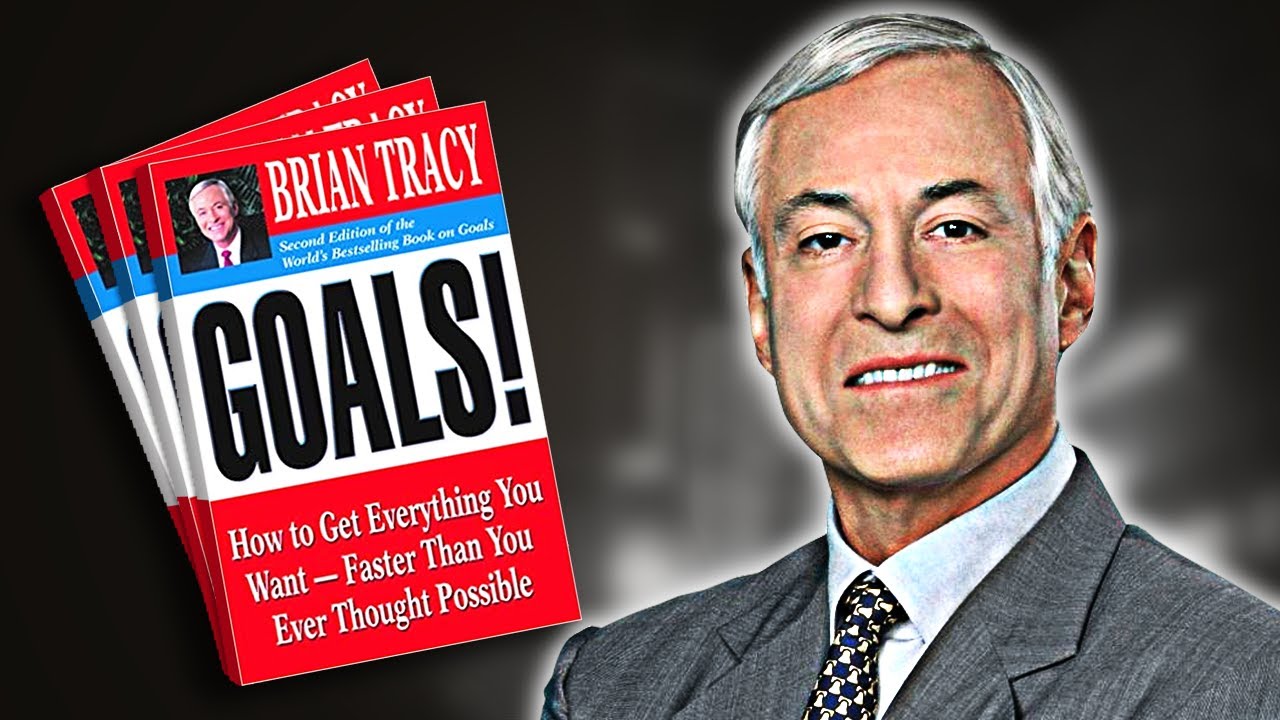 BRIAN TRACY
Second Edition of the
World's Bestselling Book on Goals
GOALS!
How to Get Everything You
Want — Faster Than You
Ever Thought Possible